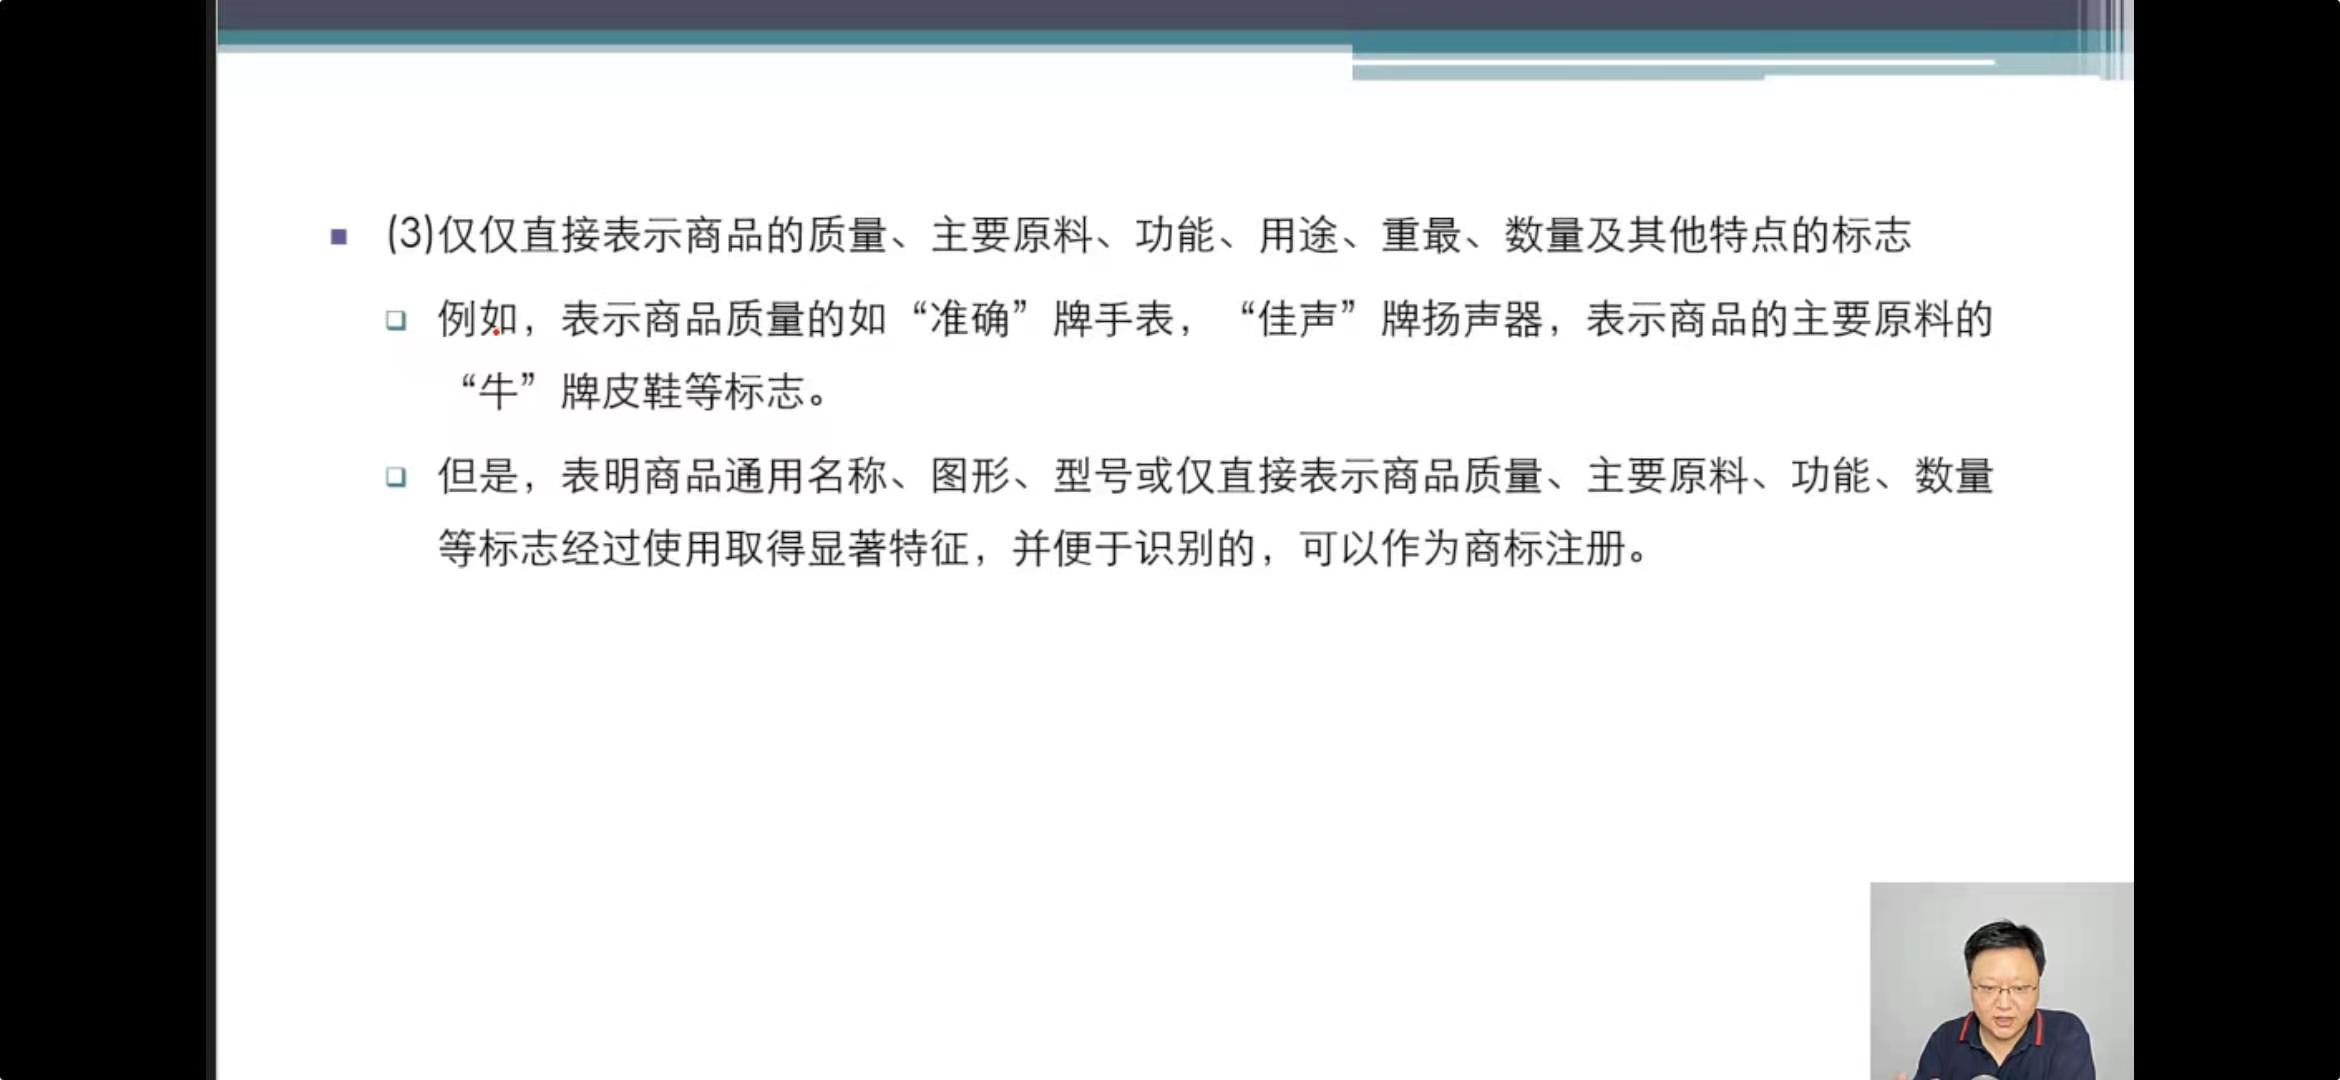 (3)仅仅直接表示商品的质量、主要原料、功能、用途、重最、数量及其他特点的标志
例如，表示商品质量的如“准确”牌手表，“佳声”牌扬声器，表示商品的主要原料的
“牛”牌皮鞋等标志。
但是，表明商品通用名称、图形、型号或仅直接表示商品质量、主要原料、功能、数量
等标志经过使用取得显著特征，并便于识别的，可以作为商标注册。